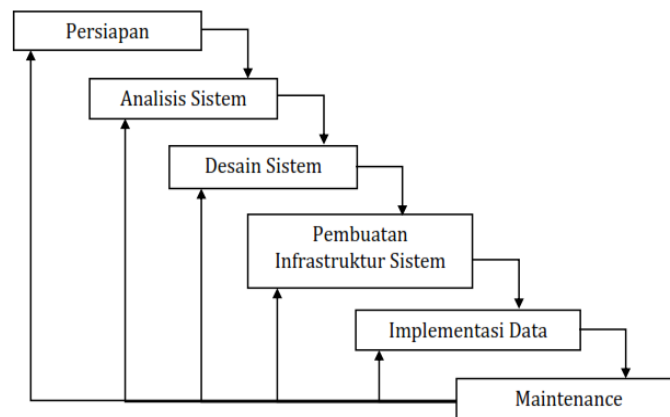 Persiapan
Analisis Sistem
Desain Sistem
Pembuatan
Infrastruktur Sistem
Implementasi Data
Maintenance